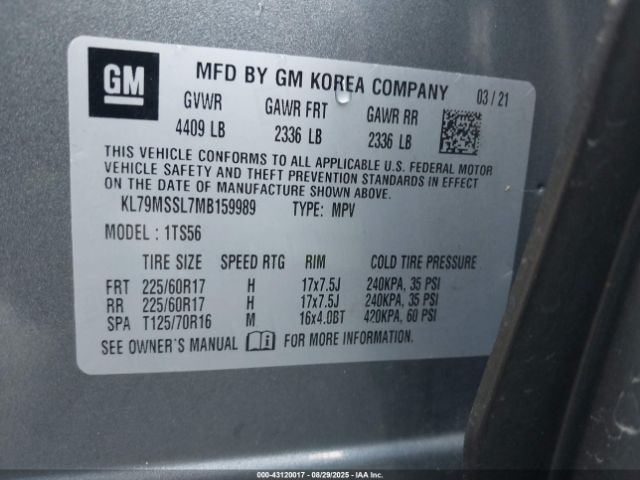 GM
MFD BY GM KOREA COMPANY 03 / 21
GVWR GAWR FRT GAWR RR
4409 LB 2336 LB 2336 LB
THIS VEHICLE CONFORMS TO ALL APPLICABLE U.S. FEDERAL MOTOR
VEHICLE SAFETY AND THEFT PREVENTION STANDARDS IN EFFECT
ON THE DATE OF MANUFACTURE SHOWN ABOVE.
KL79MSSL7MB159989 TYPE: MPV
MODEL : 1TS56
TIRE SIZE SPEED RTG RIM COLD TIRE PRESSURE
FRT 225/60R17 H 17x7.5J 240KPA, 35 PSI
RR 225/60R17 H 17x7.5J 240KPA, 35 PSI
SPA T125/70R16 M 16x4.0BT 420KPA, 60 PSI
SEE OWNER'S MANUAL FOR MORE INFORMATION.
000-43120017 - 08/29/2025 - IAA Inc.